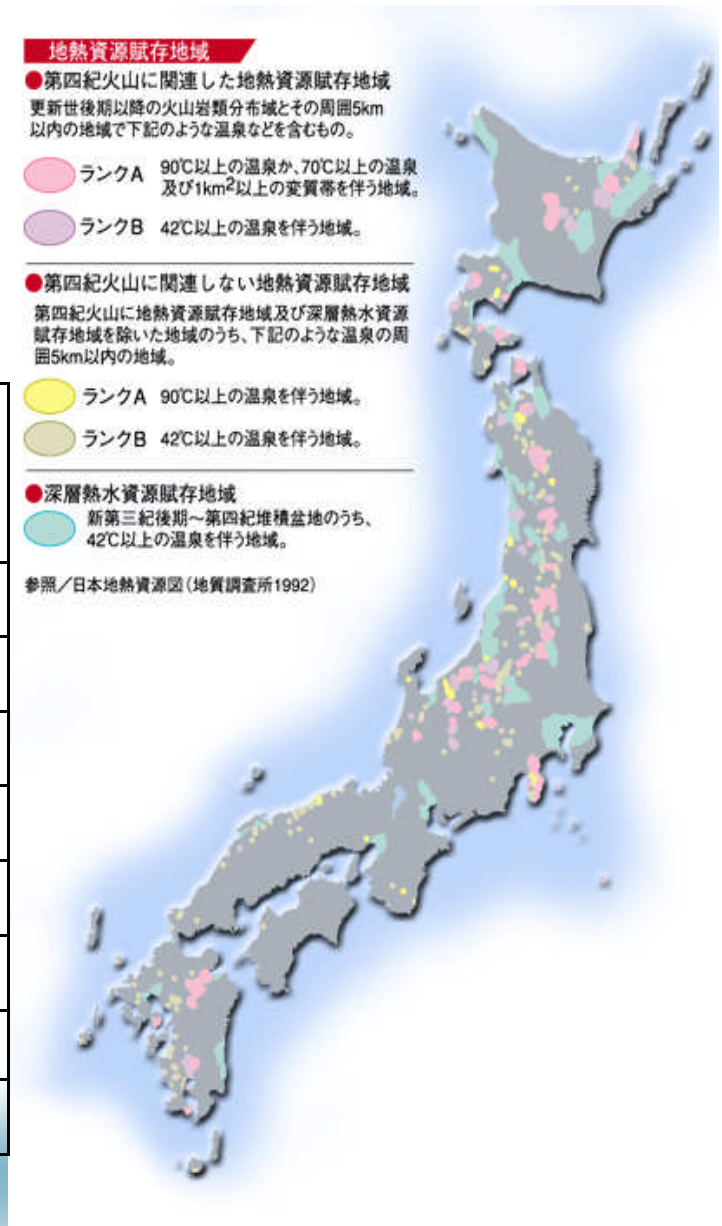 地熱資源賦存地域
●第四紀火山に関連した地熱資源賦存地域
更新世後期以降の火山岩類分布域とその周囲5km
以内の地域で下記のような温泉などを含むもの。
ランクA 90℃以上の温泉か、70℃以上の温泉
及び1km²以上の変質帯を伴う地域。
ランクB 42℃以上の温泉を伴う地域。
●第四紀火山に関連しない地熱資源賦存地域
第四紀火山に地熱資源賦存地域及び深層熱水資源
賦存地域を除いた地域のうち、下記のような温泉の周
囲5km以内の地域。
ランクA 90℃以上の温泉を伴う地域。
ランクB 42℃以上の温泉を伴う地域。
●深層熱水資源賦存地域
新第三紀後期～第四紀堆積盆地のうち、
42℃以上の温泉を伴う地域。
参照／日本地熱資源図（地質調査所1992）